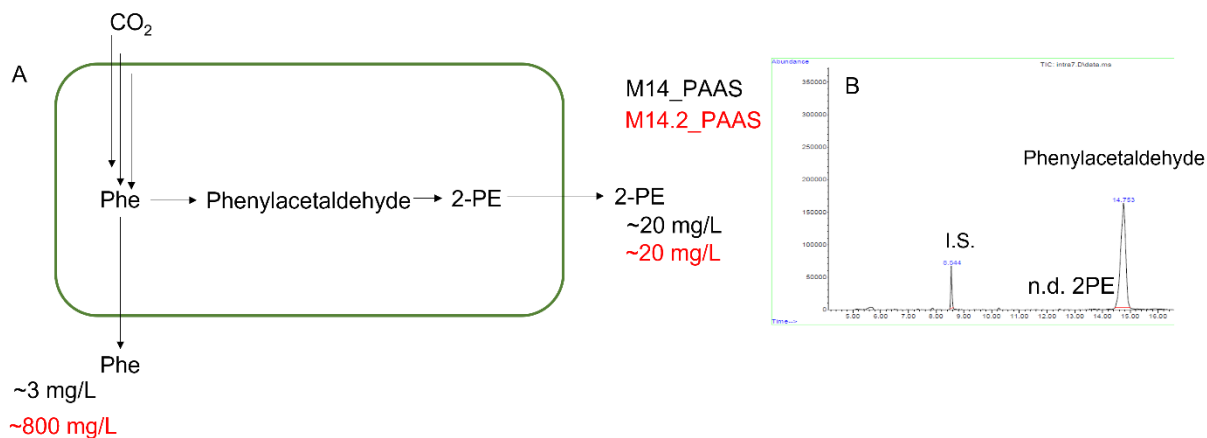 CO2
A
Phe
Phenylacetaldehyde
2-PE
2-PE
~20 mg/L
~20 mg/L
Phe
~3 mg/L
~800 mg/L
M14_PAAS
M14.2_PAAS
Abundance
TIC: intra7.D\data.ms
B
350000
300000
250000
200000
150000
100000
50000
0
Phenylacetaldehyde
14.753
I.S.
8.544
n.d. 2PE
5.00 6.00 7.00 8.00 9.00 10.00 11.00 12.00 13.00 14.00 15.00 16.00
Time-->